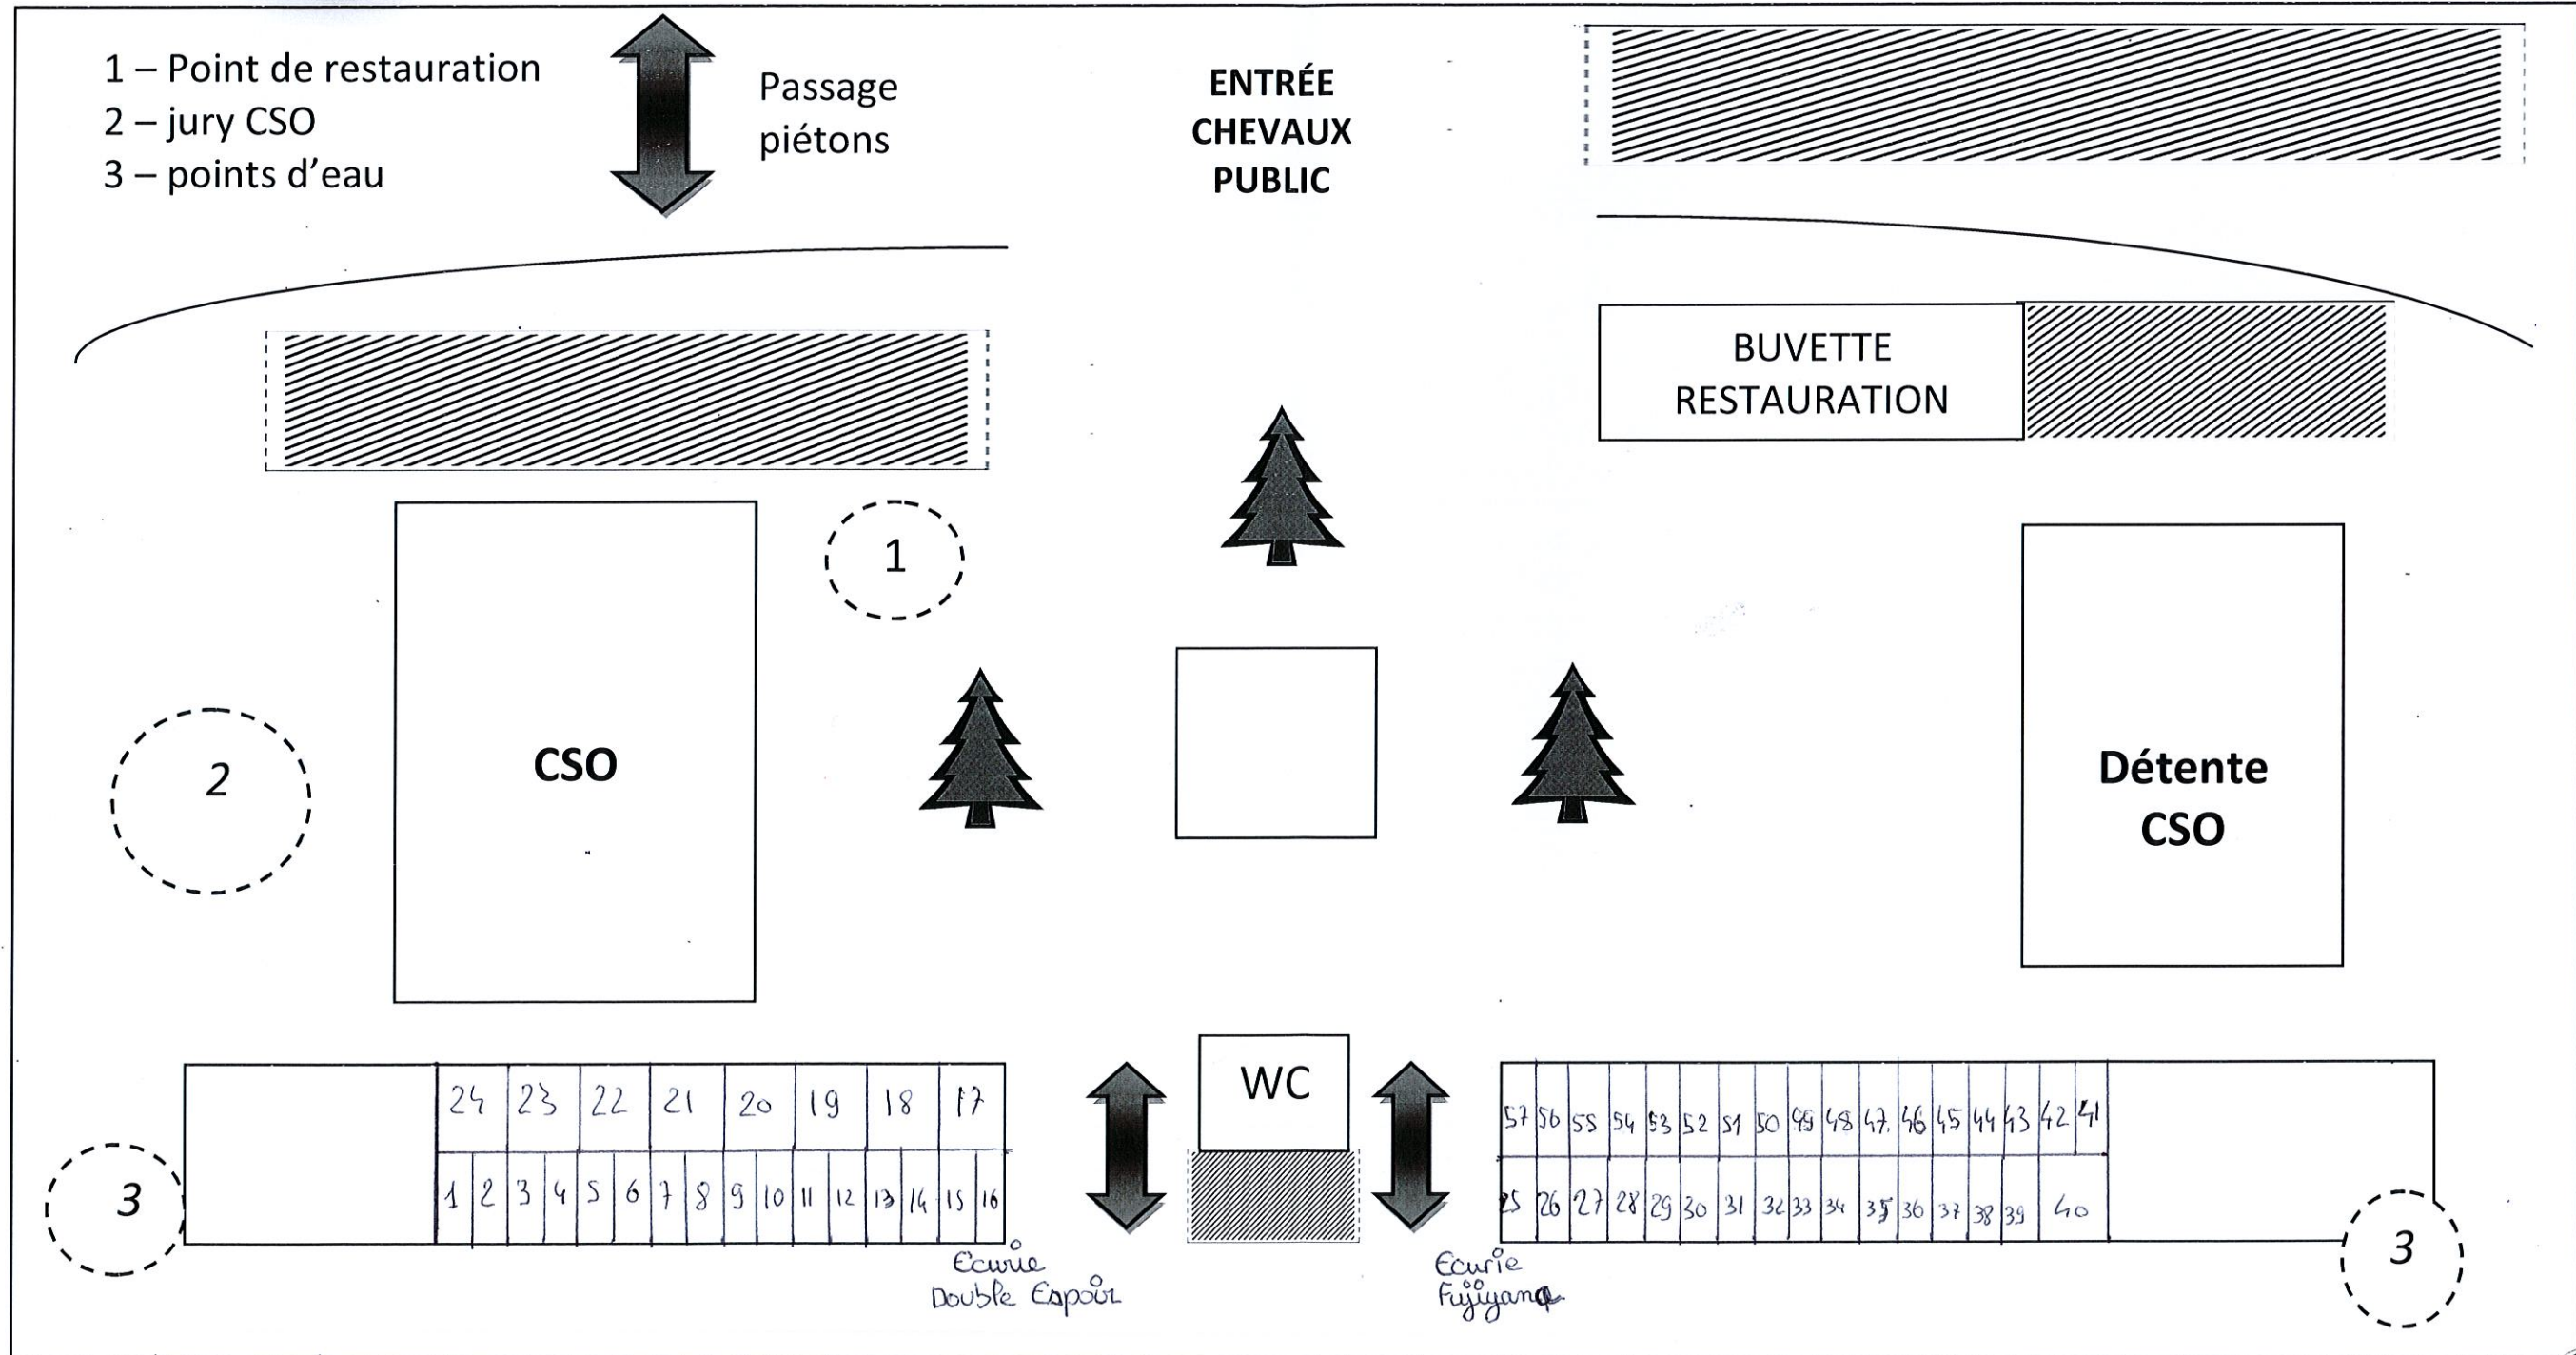 1 – Point de restauration
2 – jury CSO
3 – points d’eau
Passage
piétons
ENTRÉE
CHEVAUX
PUBLIC
BUVETTE
RESTAURATION
1
2
CSO
Détente
CSO
WC
24 23 22 21 20 19 18 17
1 2 3 4 5 6 7 8 9 10 11 12 13 14 15 16
57 56 55 54 53 52 51 50 49 48 47 46 45 44 43 42 41
25 26 27 28 29 30 31 32 33 34 35 36 37 38 39 40
3
3
Ecurie
Double Espoir
Ecurie
Fujiyana